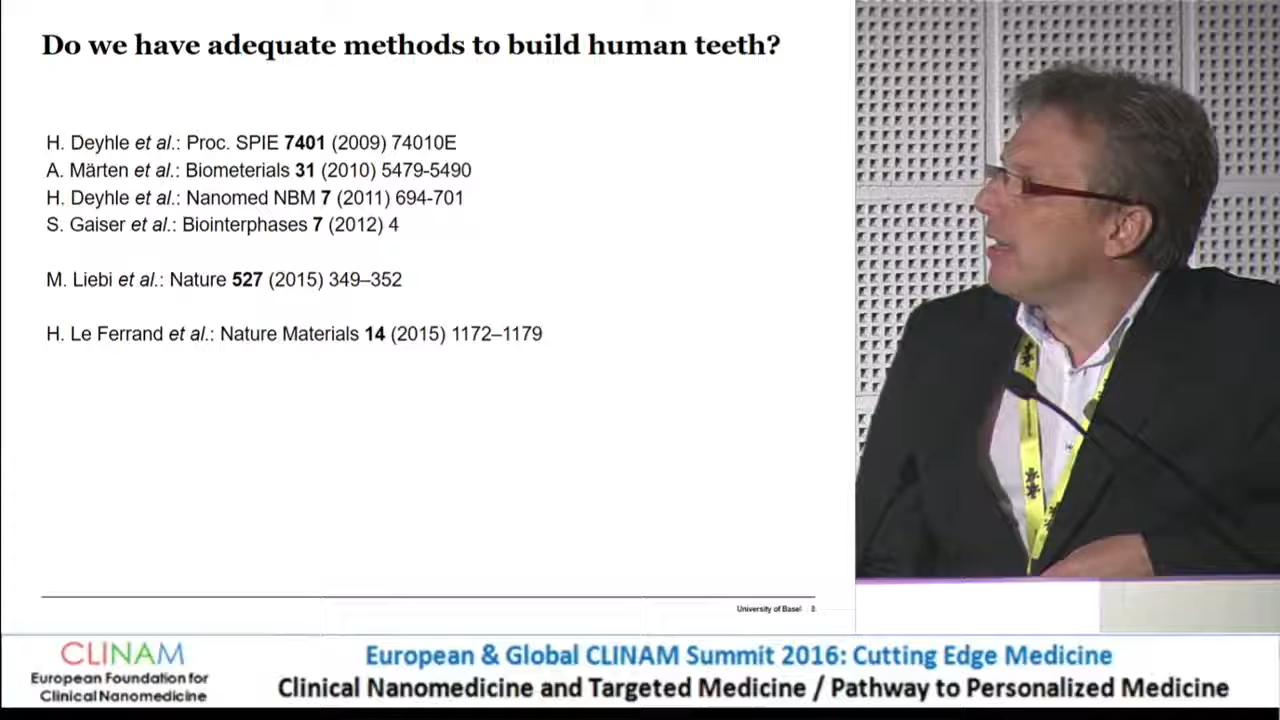 Do we have adequate methods to build human teeth?
H. Deyhle et al.: Proc. SPIE 7401 (2009) 74010E
A. Märten et al.: Biometerials 31 (2010) 5479-5490
H. Deyhle et al.: Nanomed NBM 7 (2011) 694-701
S. Gaiser et al.: Biointerphases 7 (2012) 4
M. Liebi et al.: Nature 527 (2015) 349–352
H. Le Ferrand et al.: Nature Materials 14 (2015) 1172–1179
University of Basel
CLINAM
European Foundation for
Clinical Nanomedicine
European & Global CLINAM Summit 2016: Cutting Edge Medicine
Clinical Nanomedicine and Targeted Medicine / Pathway to Personalized Medicine